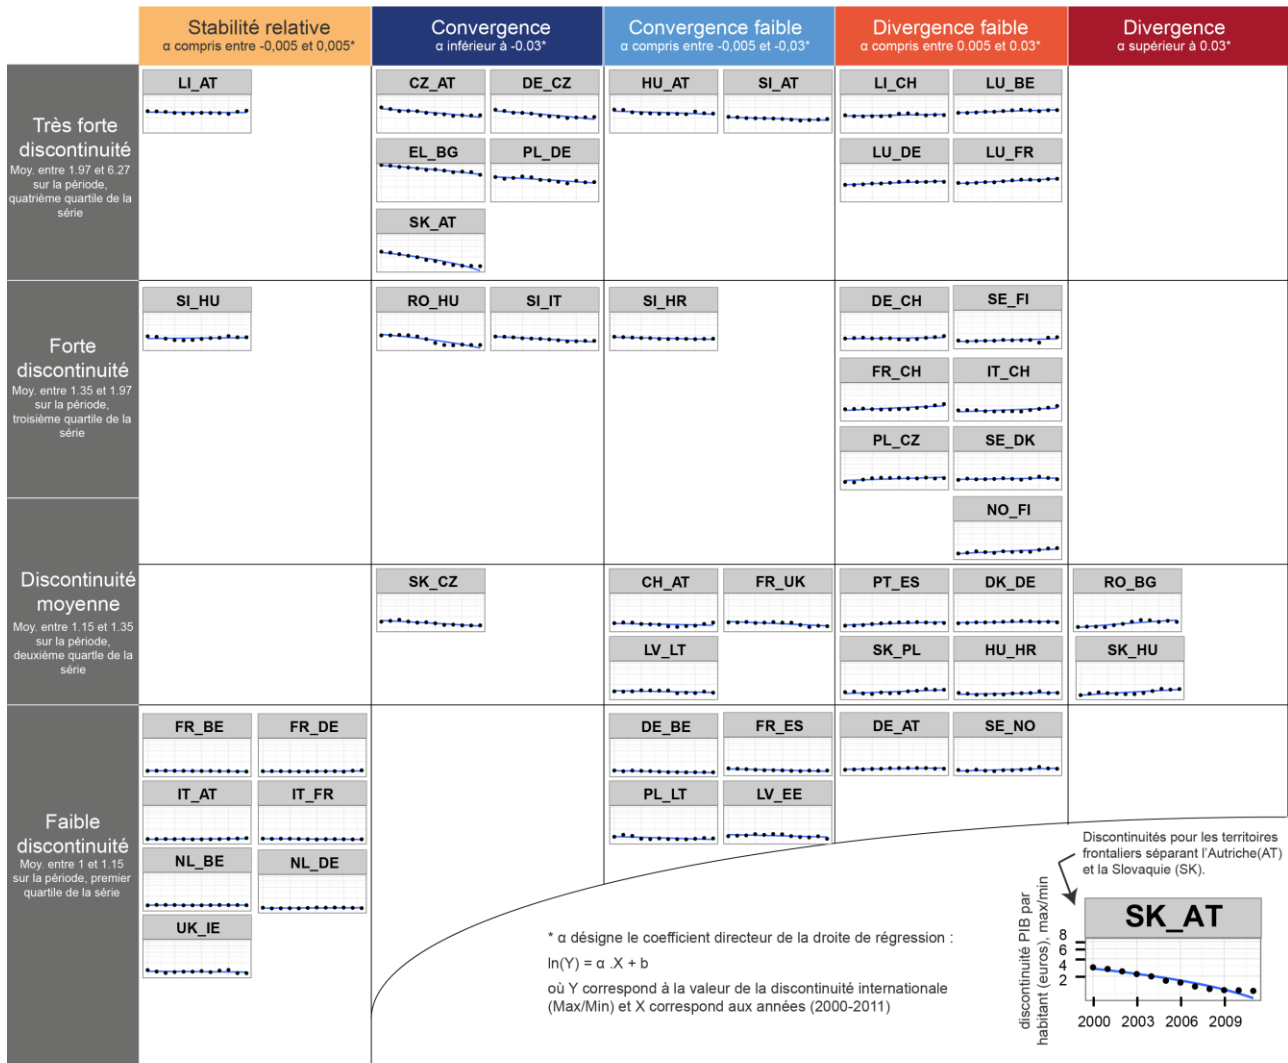 Stabilité relative
α compris entre -0,005 et 0,005*
Convergence
α inférieur à -0.03*
Convergence faible
α compris entre -0,005 et -0,03*
Divergence faible
α compris entre 0.005 et 0.03*
Divergence
α supérieur à 0.03*
Très forte
discontinuité
Moy. entre 1.97 et 6.27
sur la période,
quatrième quartile de la
série
LI_AT
CZ_AT
DE_CZ
HU_AT
SI_AT
LI_CH
LU_BE
EL_BG
PL_DE
LU_DE
LU_FR
SK_AT
Forte
discontinuité
Moy. entre 1.35 et 1.97
sur la période,
troisième quartile de la
série
SI_HU
RO_HU
SI_IT
SI_HR
DE_CH
SE_FI
FR_CH
IT_CH
PL_CZ
SE_DK
NO_FI
Discontinuité
moyenne
Moy. entre 1.15 et 1.35
sur la période,
deuxième quartle de la
série
SK_CZ
CH_AT
FR_UK
PT_ES
DK_DE
RO_BG
LV_LT
SK_PL
HU_HR
SK_HU
Faible
discontinuité
Moy. entre 1 et 1.15
sur la période, premier
quartile de la série
FR_BE
FR_DE
DE_BE
FR_ES
DE_AT
SE_NO
IT_AT
IT_FR
PL_LT
LV_EE
NL_BE
NL_DE
UK_IE
Discontinuités pour les territoires
frontaliers séparant l'Autriche(AT)
et la Slovaquie (SK).
SK_AT
discontinuité PIB par
habitant (euros), max/min
8
6
4
2
2000 2003 2006 2009
* α désigne le coefficient directeur de la droite de régression :
ln(Y) = α .X + b
où Y correspond à la valeur de la discontinuité internationale
(Max/Min) et X correspond aux années (2000-2011)